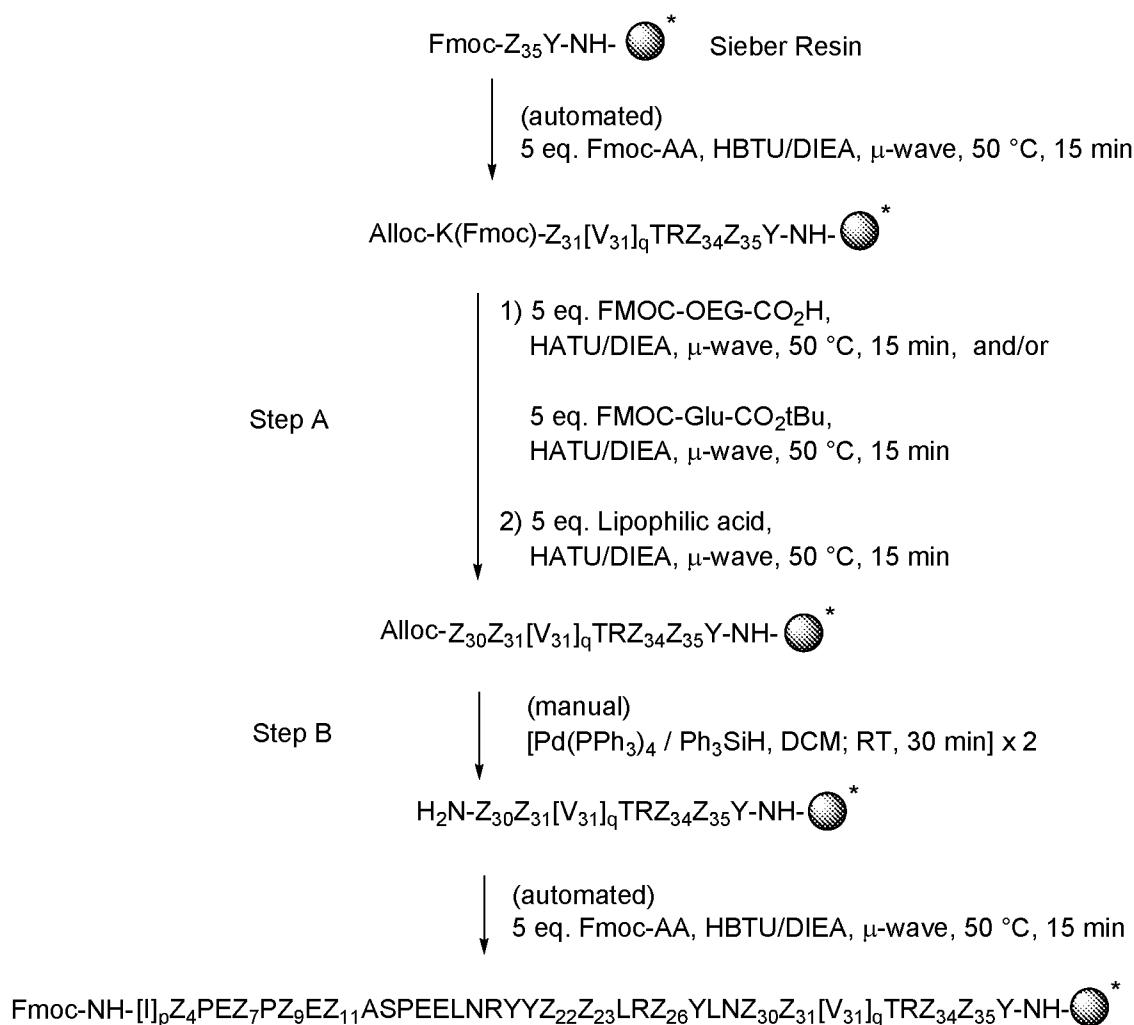 Fmoc-Z₃₅Y-NH- * Sieber Resin
(automated)
5 eq. Fmoc-AA, HBTU/DIEA, μ-wave, 50 °C, 15 min
Alloc-K(Fmoc)-Z₃₁[V₃₁]qTRZ₃₄Z₃₅Y-NH- *
1) 5 eq. FMOC-OEG-CO₂H,
HATU/DIEA, μ-wave, 50 °C, 15 min, and/or
Step A
5 eq. FMOC-Glu-CO₂tBu,
HATU/DIEA, μ-wave, 50 °C, 15 min
2) 5 eq. Lipophilic acid,
HATU/DIEA, μ-wave, 50 °C, 15 min
Alloc-Z₃₀Z₃₁[V₃₁]qTRZ₃₄Z₃₅Y-NH- *
(manual)
Step B
[Pd(PPh₃)₄ / Ph₃SiH, DCM; RT, 30 min] x 2
H₂N-Z₃₀Z₃₁[V₃₁]qTRZ₃₄Z₃₅Y-NH- *
(automated)
5 eq. Fmoc-AA, HBTU/DIEA, μ-wave, 50 °C, 15 min
Fmoc-NH-[I]pZ₄PEZ₇PZ₉EZ₁₁ASPEELNRYYZ₂₂Z₂₃LRZ₂₆YLNZ₃₀Z₃₁[V₃₁]qTRZ₃₄Z₃₅Y-NH- *